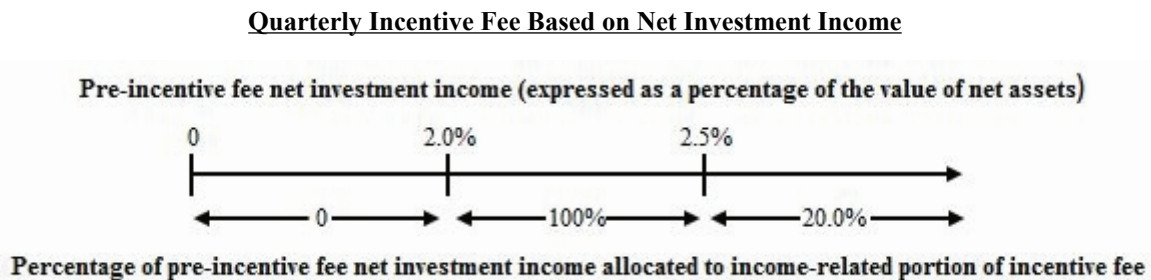 Quarterly Incentive Fee Based on Net Investment Income
Pre-incentive fee net investment income (expressed as a percentage of the value of net assets)
0 2.0% 2.5%
0 100% 20.0%
Percentage of pre-incentive fee net investment income allocated to income-related portion of incentive fee